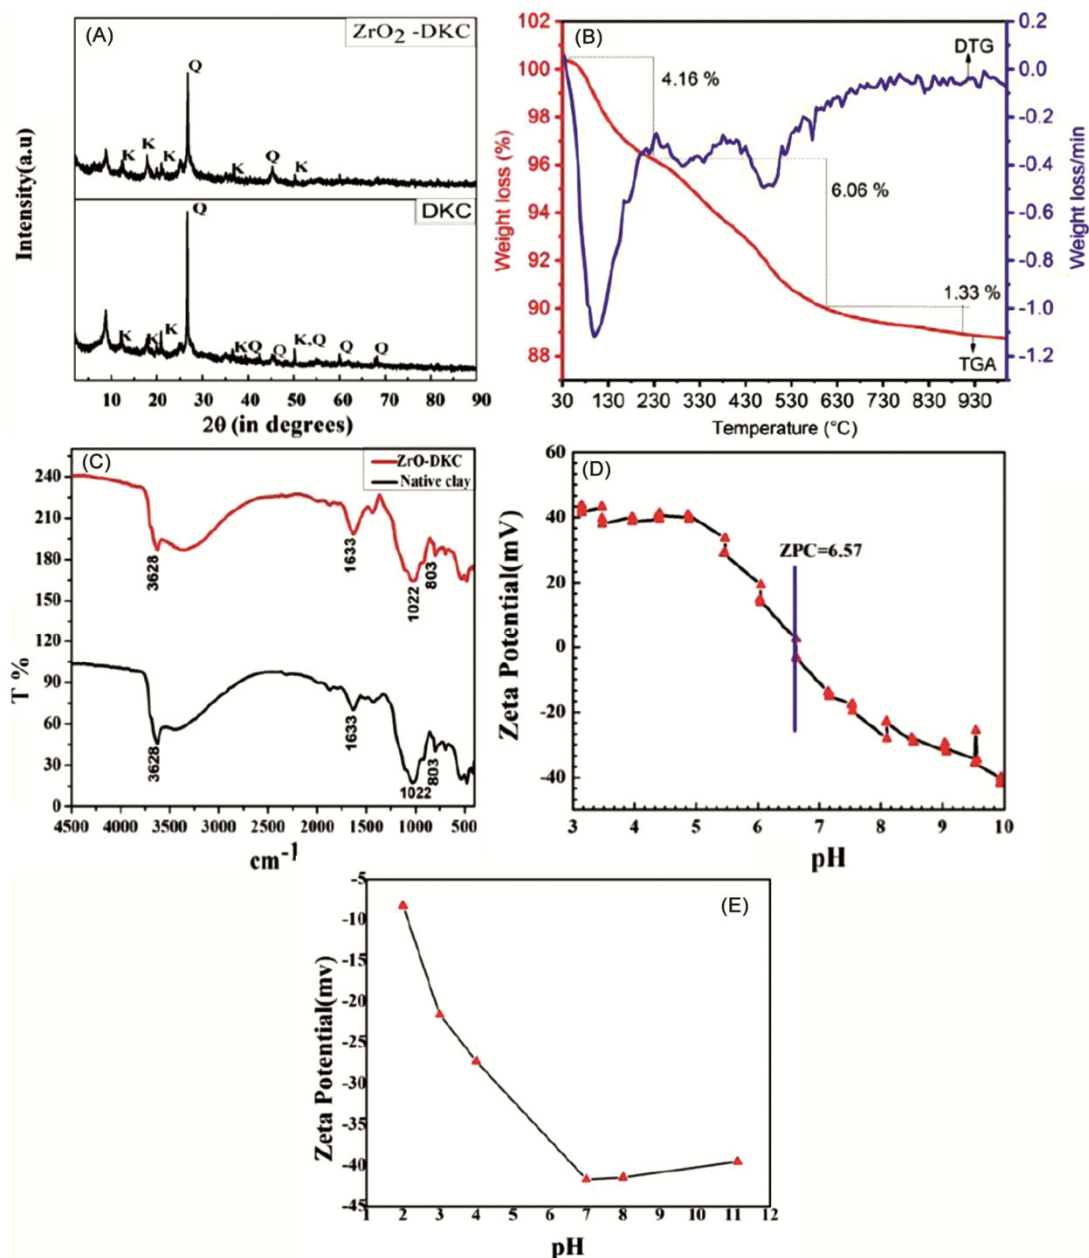 (A)
ZrO2 -DKC
Q
K
K
K
K
Q
K
DKC
Q
K
K
K
K Q
Q
K,Q
Q
Q
Intensity(a.u)
10 20 30 40 50 60 70 80 90
2θ (in degrees)
(B)
102
100
98
96
94
92
90
88
Weight loss (%)
4.16 %
6.06 %
1.33 %
DTG
TGA
0.2
0.0
-0.2
-0.4
-0.6
-0.8
-1.0
-1.2
Weight loss/min
30 130 230 330 430 530 630 730 830 930
Temperature (°C)
(C)
ZrO-DKC
Native clay
240
210
180
150
120
90
60
30
0
T %
3628
1633
1022
803
3628
1633
1022
803
4500 4000 3500 3000 2500 2000 1500 1000 500
cm-1
(D)
60
40
20
0
-20
-40
Zeta Potential(mV)
ZPC=6.57
3 4 5 6 7 8 9 10
pH
(E)
-5
-10
-15
-20
-25
-30
-35
-40
-45
Zeta Potential(mv)
1 2 3 4 5 6 7 8 9 10 11 12
pH